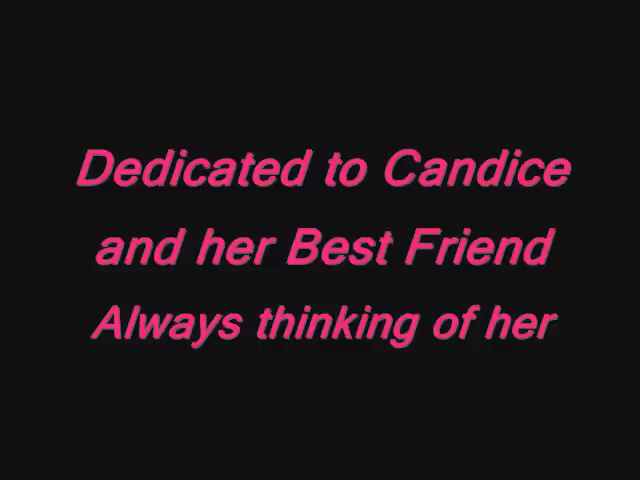 Dedicated to Candice
and her Best Friend
Always thinking of her